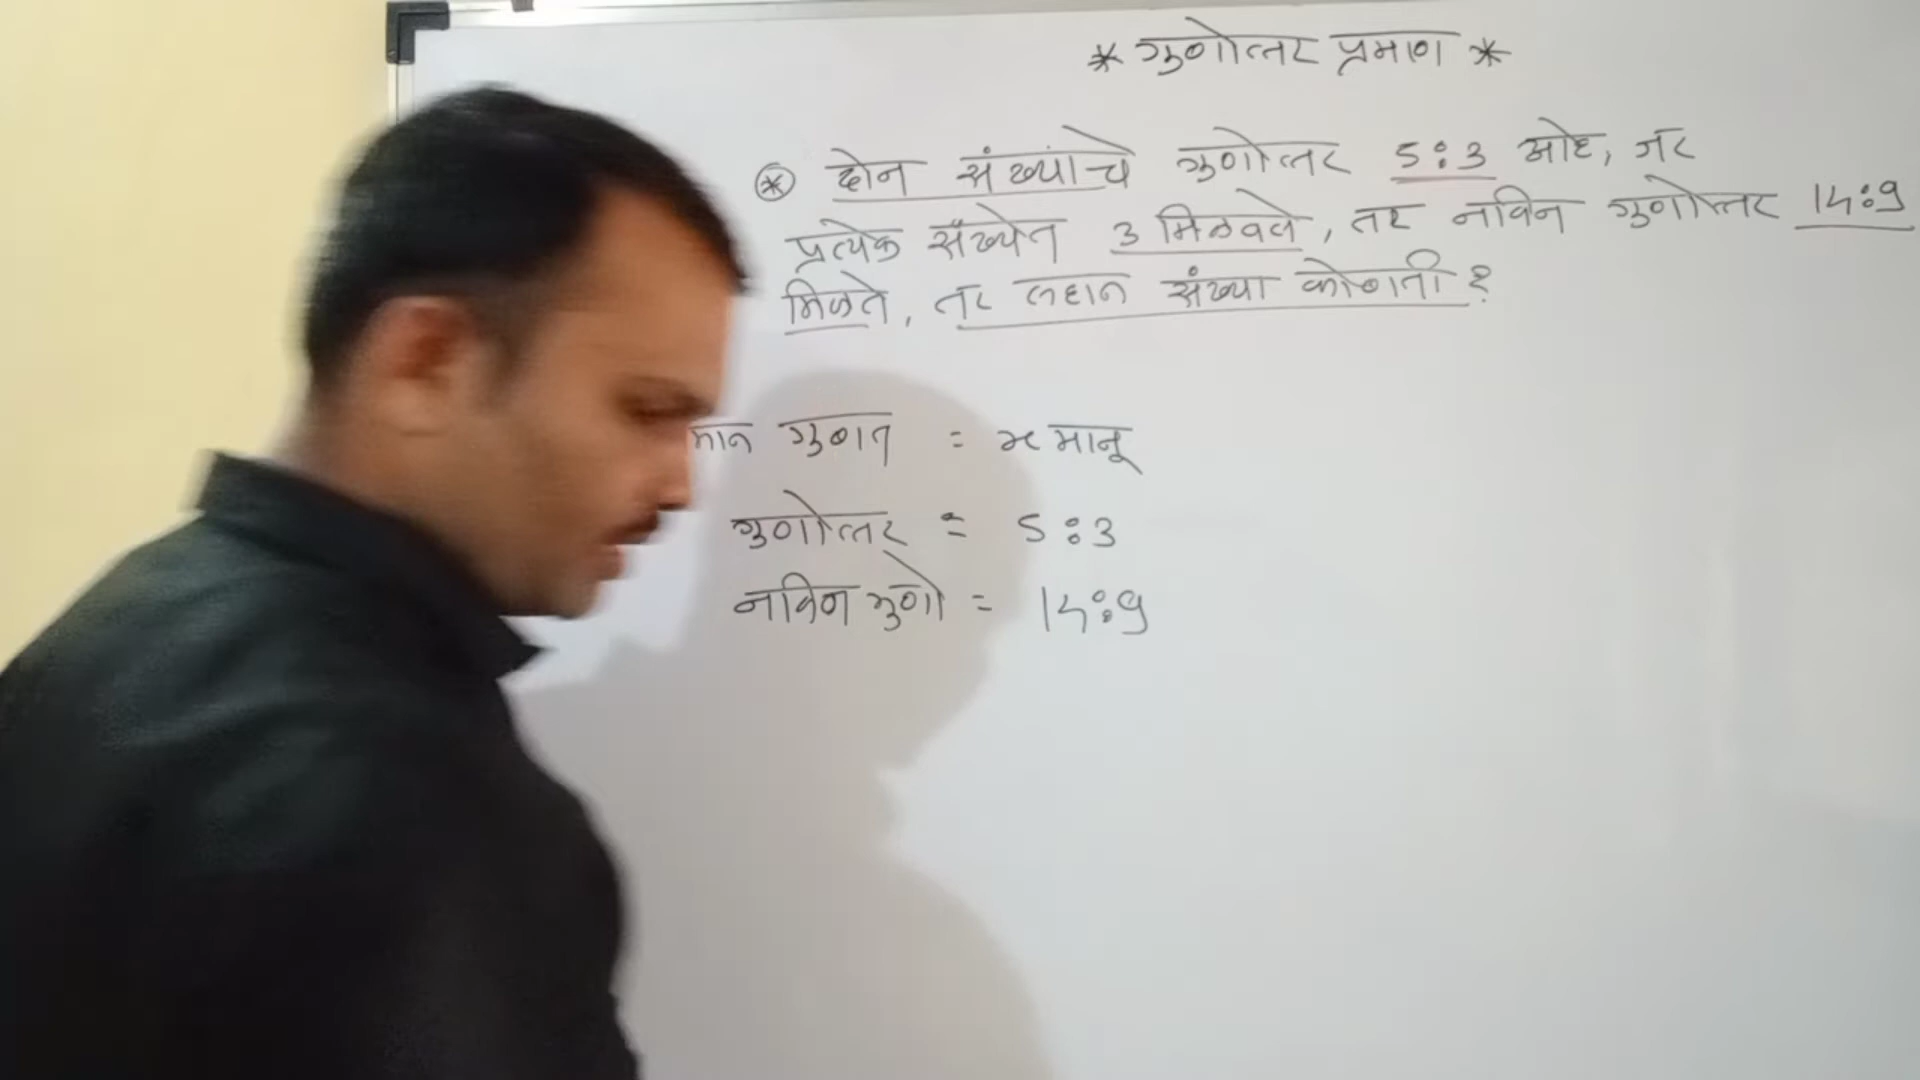 * गुणोत्तर प्रमाण *
* दोन संख्यांचे गुणोत्तर 5:3 आहे, जर
प्रत्येक संख्येत 3 मिळवले, तर नविन गुणोत्तर 14:9
मिळते, तर लहान संख्या कोणती?
मान गुणात = x मानू
गुणोत्तर = 5:3
नविन गुणो = 14:9